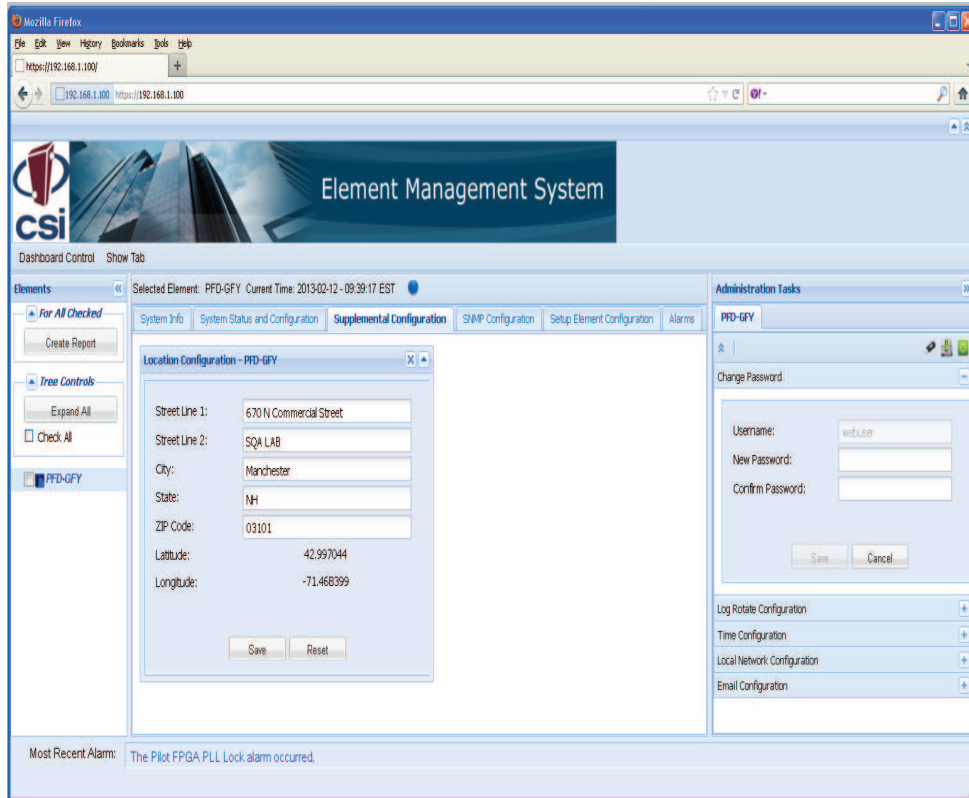 Mozilla Firefox
File Edit View History Bookmarks Tools Help
https://192.168.1.100/ +
192.168.1.100 https://192.168.1.100
csi
Element Management System
Dashboard Control Show Tab
Elements
For All Checked
Create Report
Tree Controls
Expand All
Check All
PFD-GFY
Selected Element: PFD-GFY Current Time: 2013-02-12 - 09:39:17 EST
System Info System Status and Configuration Supplemental Configuration SNMP Configuration Setup Element Configuration Alarms
Location Configuration - PFD-GFY X
Street Line 1: 670 N Commercial Street
Street Line 2: SQA LAB
City: Manchester
State: NH
ZIP Code: 03101
Latitude: 42.997044
Longitude: -71.468399
Save Reset
Administration Tasks
PFD-GFY
Change Password
Username: webuser
New Password:
Confirm Password:
Save Cancel
Log Rotate Configuration
Time Configuration
Local Network Configuration
Email Configuration
Most Recent Alarm: The Pilot FPGA PLL Lock alarm occurred.